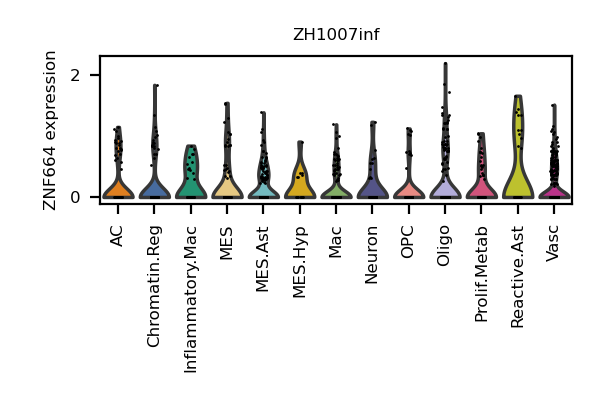 ZH1007inf
ZNF664 expression
2
0
AC
Chromatin.Reg
Inflammatory.Mac
MES
MES.Ast
MES.Hyp
Mac
Neuron
OPC
Oligo
Prolif.Metab
Reactive.Ast
Vasc